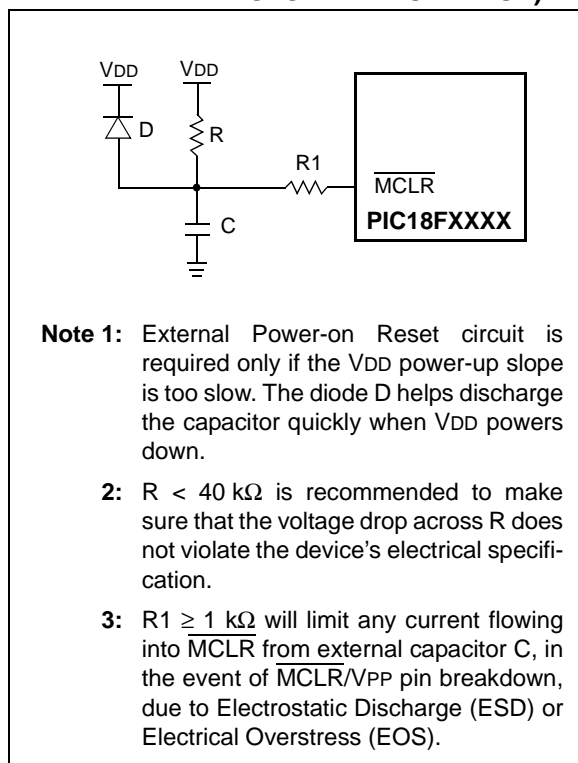 VDD VDD
D
R
R1
MCLR
C
PIC18FXXXX
Note 1: External Power-on Reset circuit is
required only if the VDD power-up slope
is too slow. The diode D helps discharge
the capacitor quickly when VDD powers
down.
2: R < 40 kΩ is recommended to make
sure that the voltage drop across R does
not violate the device's electrical specifi-
cation.
3: R1 ≥ 1 kΩ will limit any current flowing
into MCLR from external capacitor C, in
the event of MCLR/VPP pin breakdown,
due to Electrostatic Discharge (ESD) or
Electrical Overstress (EOS).